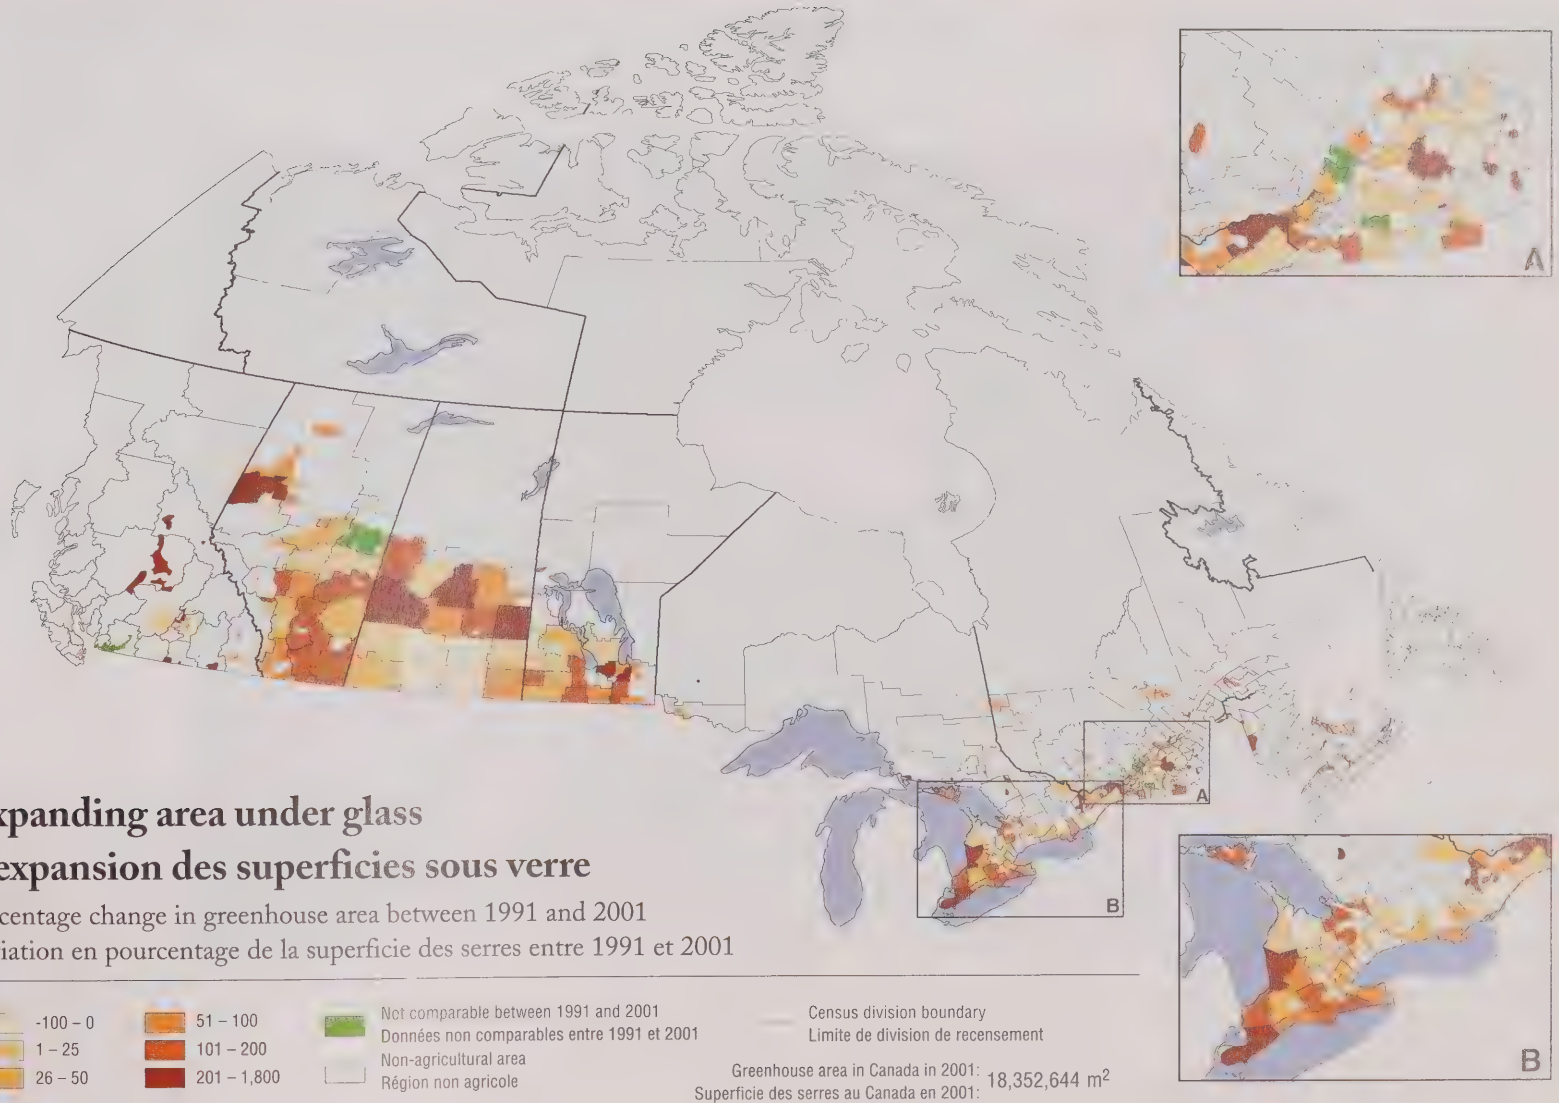 xpanding area under glass
expansion des superficies sous verre
centage change in greenhouse area between 1991 and 2001
iation en pourcentage de la superficie des serres entre 1991 et 2001
-100 – 0
1 – 25
26 – 50
51 – 100
101 – 200
201 – 1,800
Not comparable between 1991 and 2001
Données non comparables entre 1991 et 2001
Non-agricultural area
Région non agricole
Census division boundary
Limite de division de recensement
Greenhouse area in Canada in 2001:
Superficie des serres au Canada en 2001:
18,352,644 m²
A
B
A
B